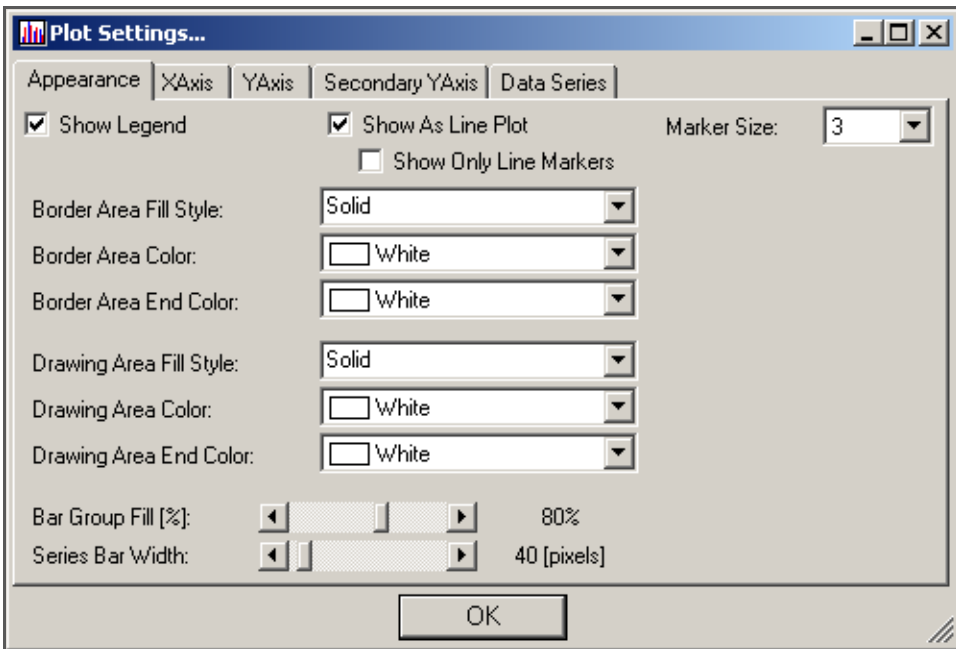 Plot Settings...
Appearance XAxis YAxis Secondary YAxis Data Series
Show Legend Show As Line Plot Marker Size: 3
Show Only Line Markers
Border Area Fill Style: Solid
Border Area Color: White
Border Area End Color: White
Drawing Area Fill Style: Solid
Drawing Area Color: White
Drawing Area End Color: White
Bar Group Fill [%]: 80%
Series Bar Width: 40 [pixels]
OK